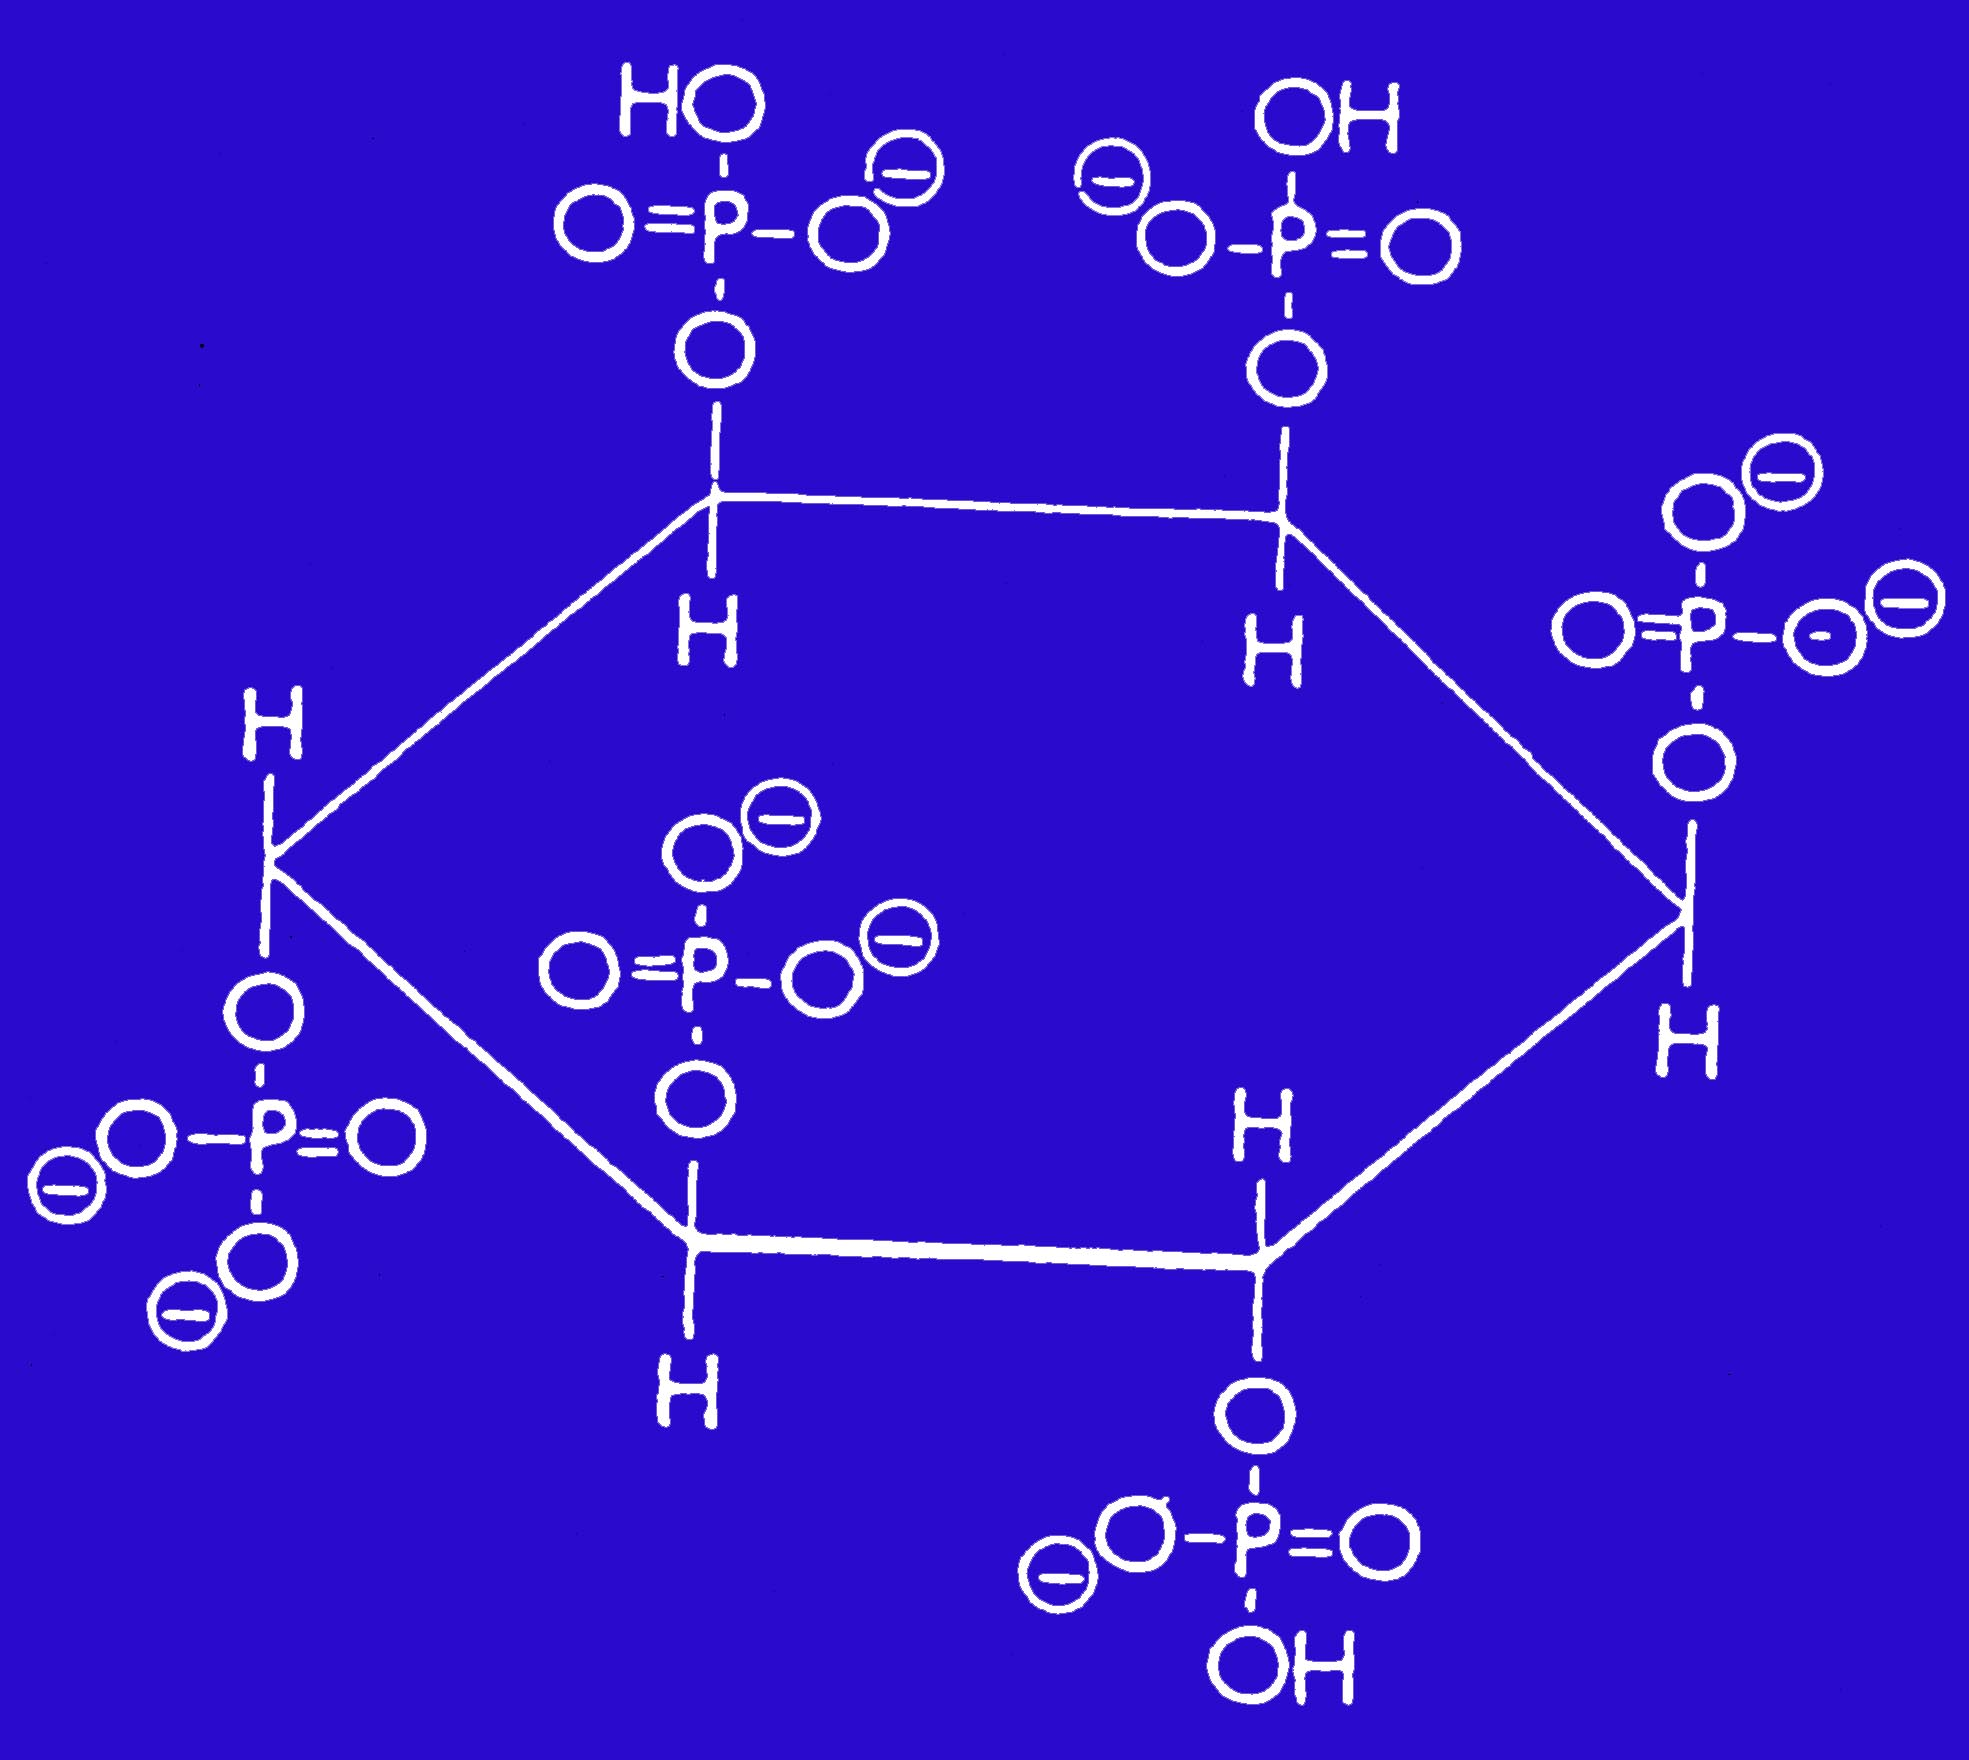 HO OH
O=P-O⊖ ⊖O-P=O
O O
O⊖
H H O=P-O⊖
H O
O⊖
O=P-O⊖
O H
O H
⊖O-P=O
O⊖
H O
⊖O-P=O
OH